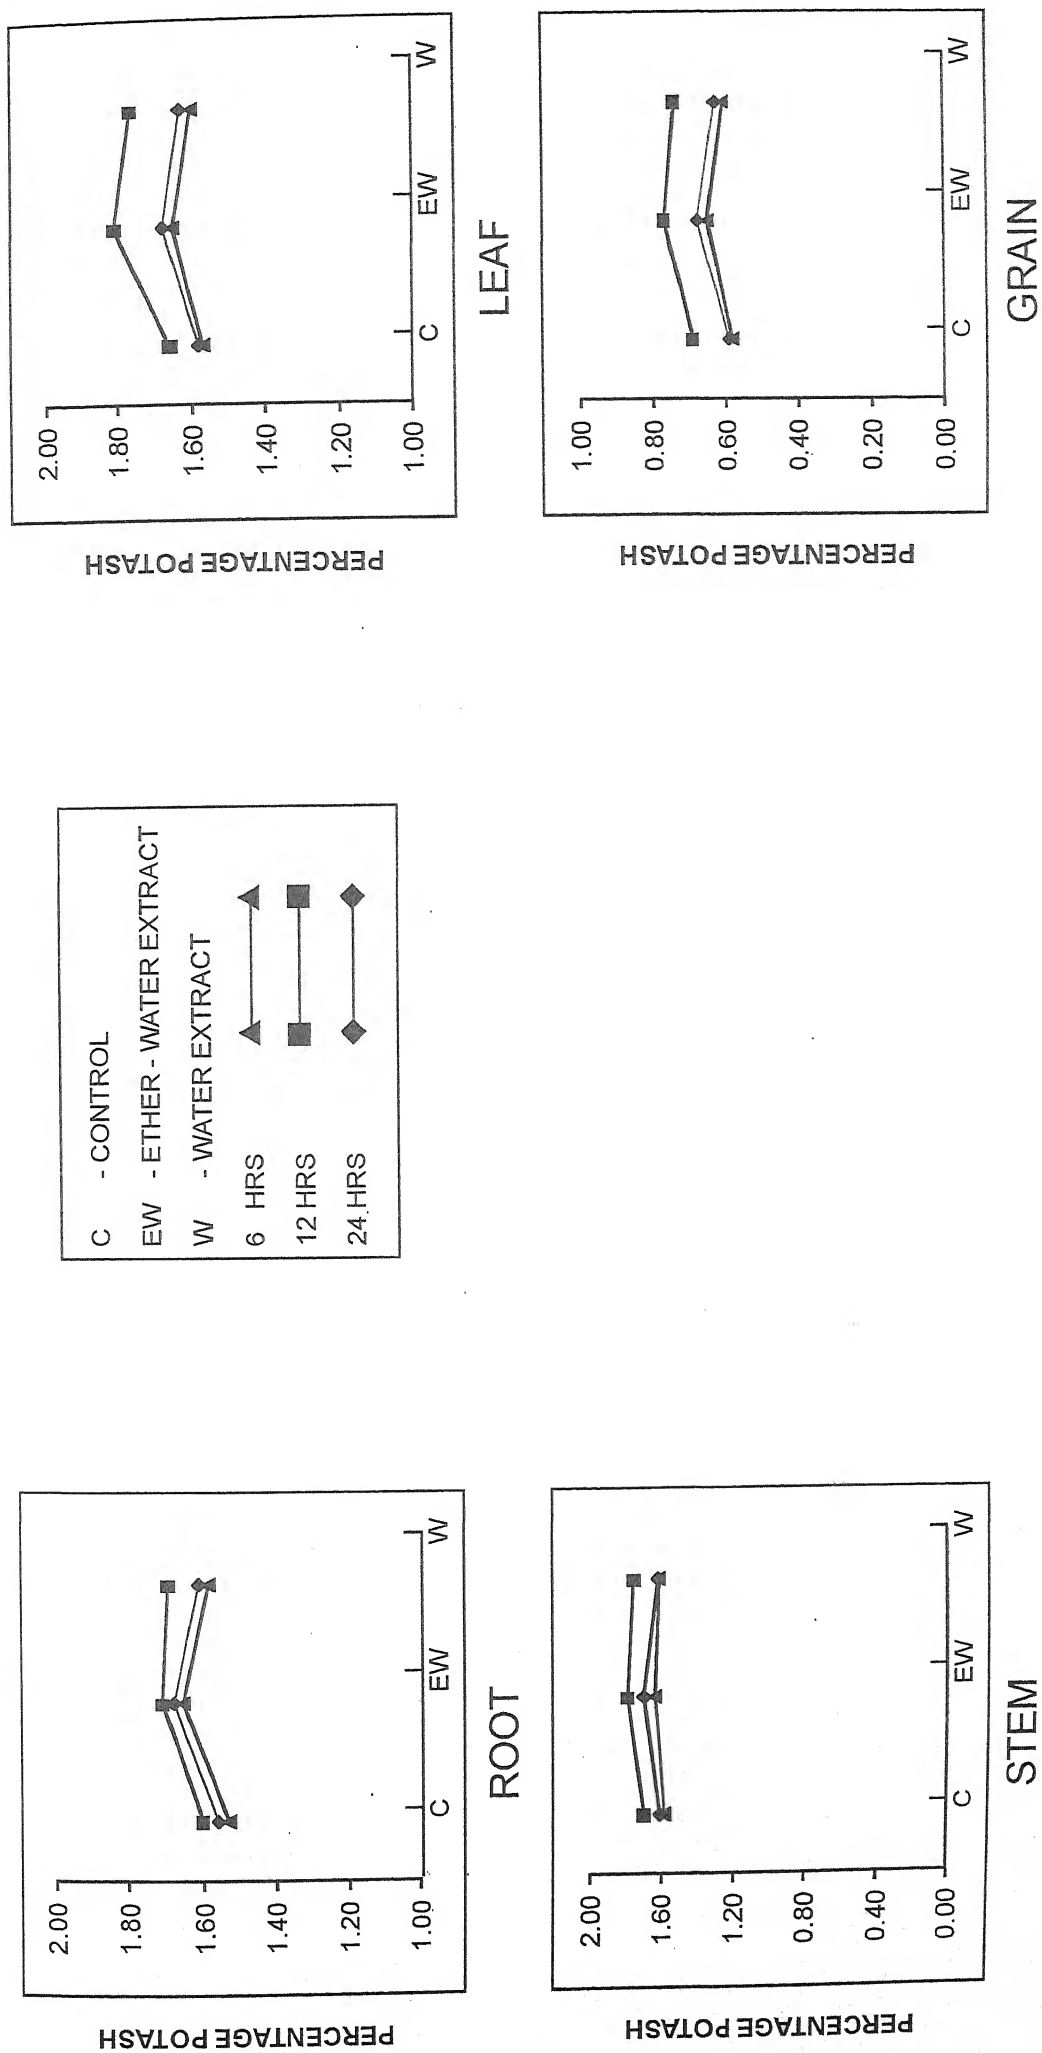 PERCENTAGE POTASH
2.00
1.80
1.60
1.40
1.20
1.00
C
EW
W
ROOT
C - CONTROL
EW - ETHER - WATER EXTRACT
W - WATER EXTRACT
6 HRS
12 HRS
24 HRS
PERCENTAGE POTASH
2.00
1.80
1.60
1.40
1.20
1.00
C
EW
W
LEAF
PERCENTAGE POTASH
2.00
1.60
1.20
0.80
0.40
0.00
C
EW
W
STEM
PERCENTAGE POTASH
1.00
0.80
0.60
0.40
0.20
0.00
C
EW
W
GRAIN